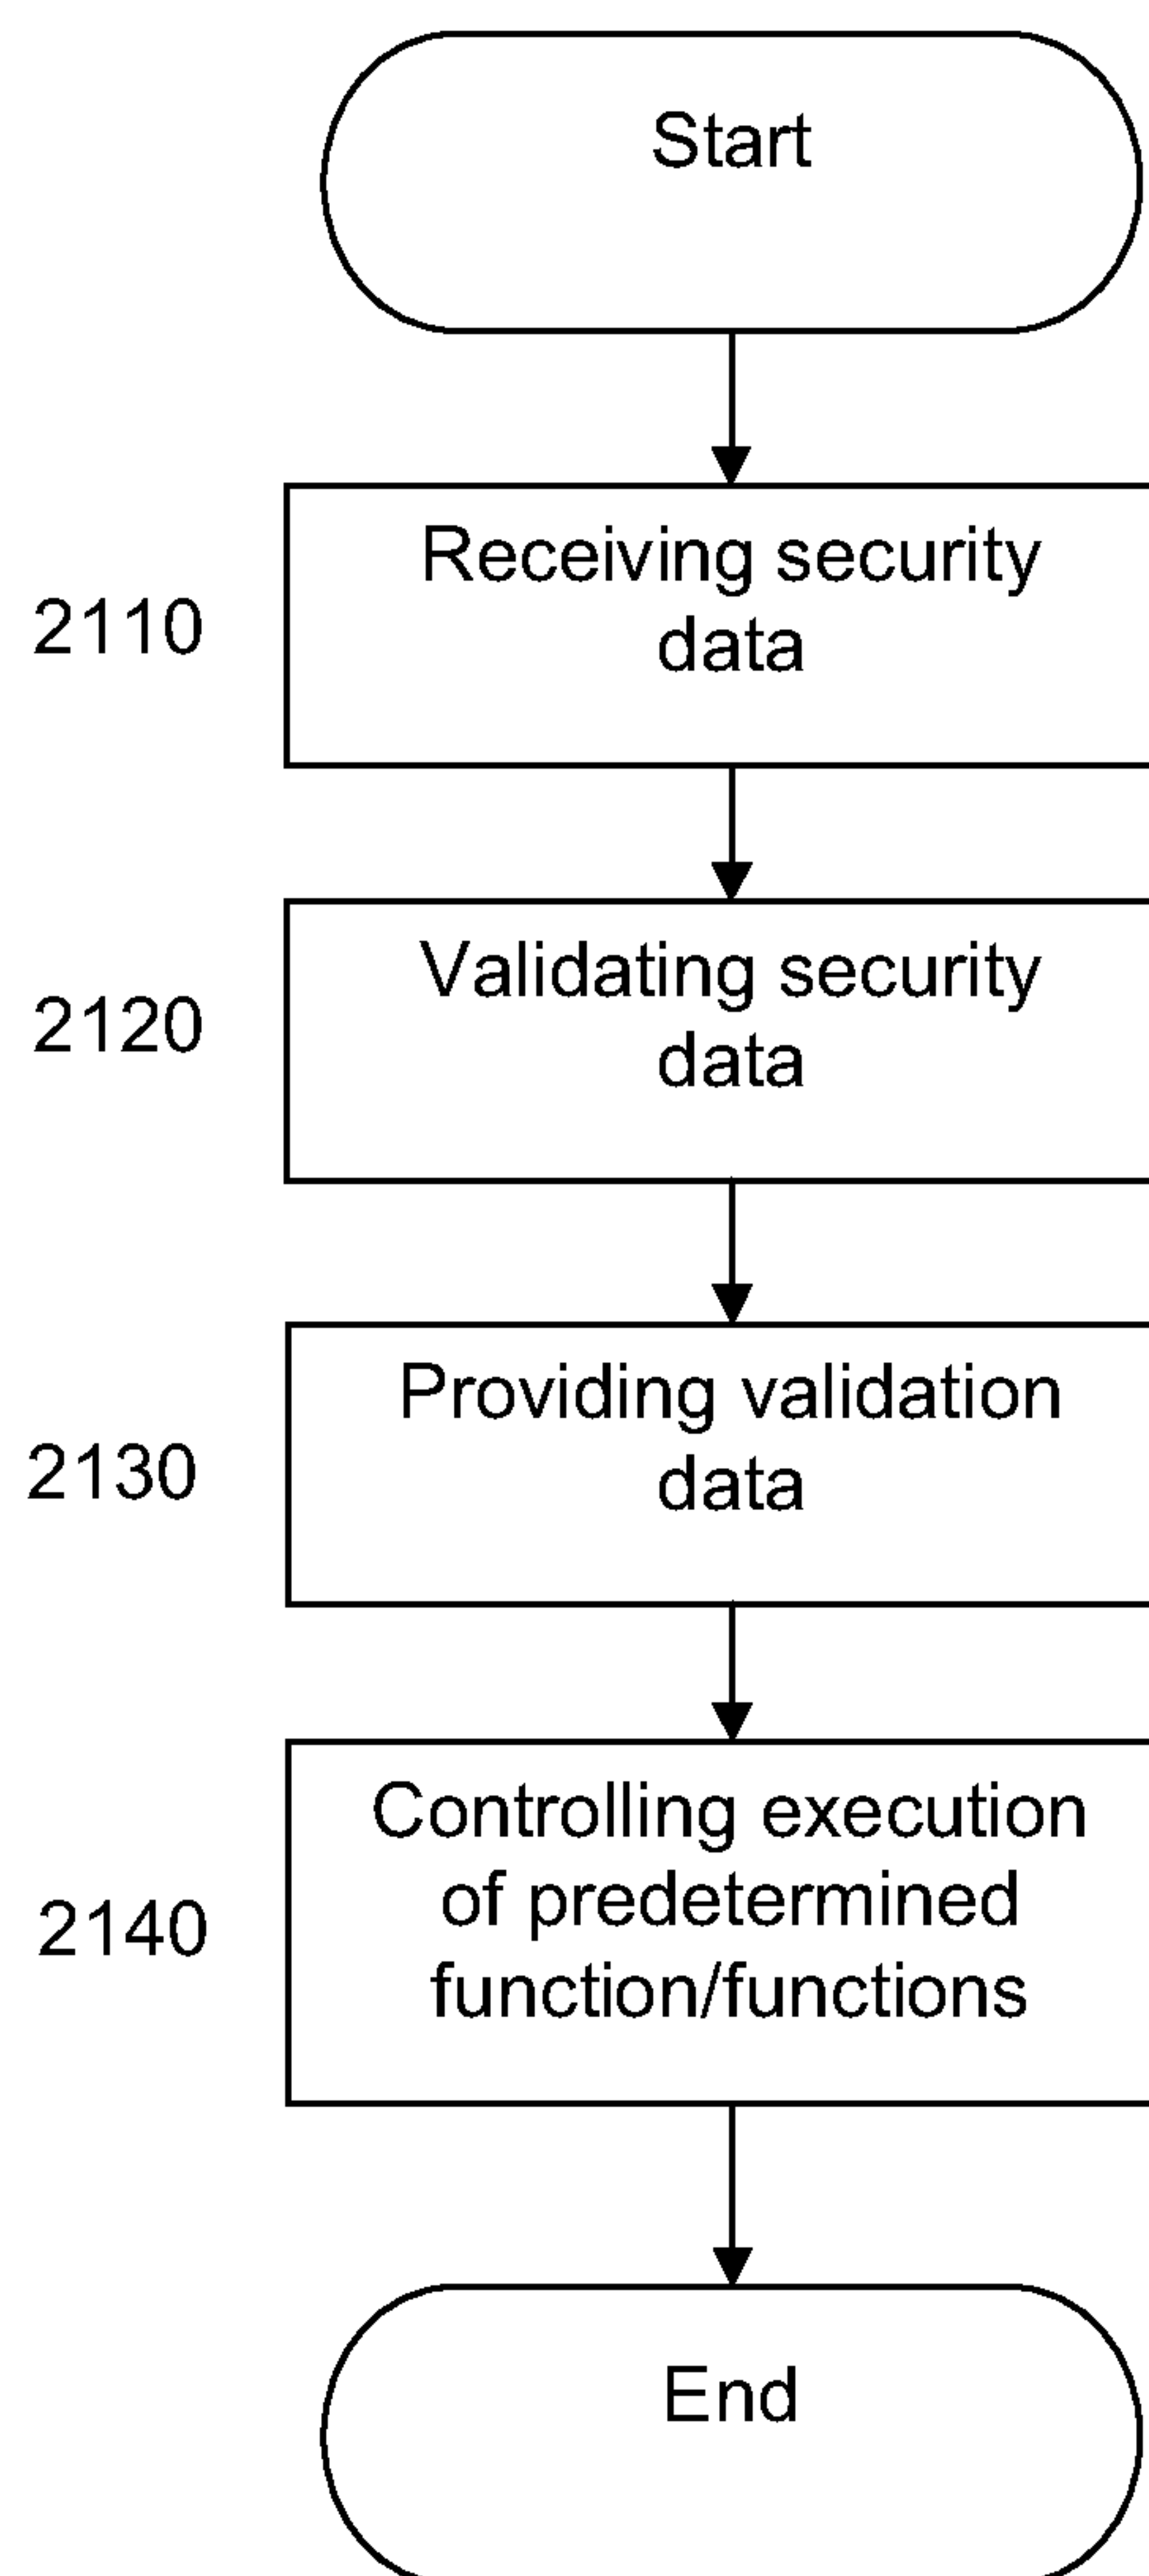 Start
Receiving security
data
2110
Validating security
data
2120
Providing validation
data
2130
Controlling execution
of predetermined
function/functions
2140
End